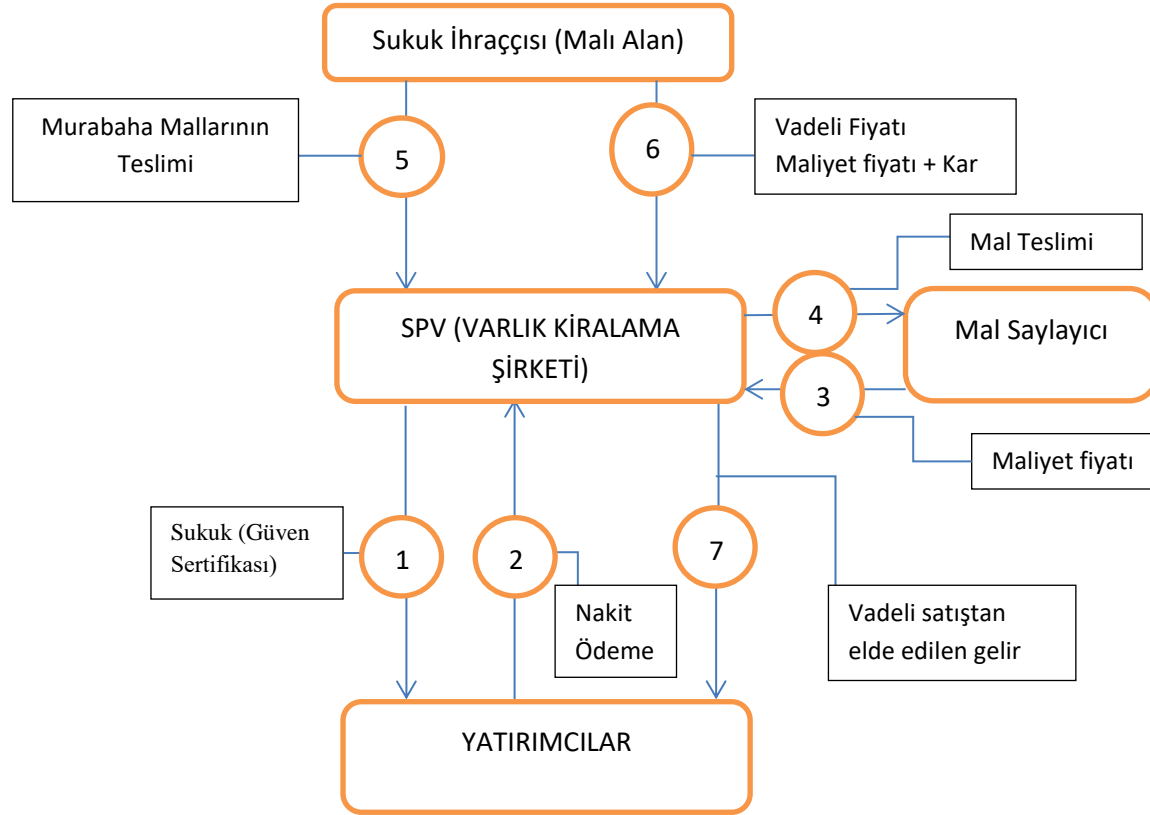 Sukuk İhraççısı (Malı Alan)
Murabaha Mallarının
Teslimi
5
6
Vadeli Fiyatı
Maliyet fiyatı + Kar
Mal Teslimi
SPV (VARLIK KİRALAMA
ŞİRKETİ)
4
Mal Saylayıcı
3
Maliyet fiyatı
Sukuk (Güven
Sertifikası)
1
2
7
Nakit
Ödeme
Vadeli satıştan
elde edilen gelir
YATIRIMCILAR